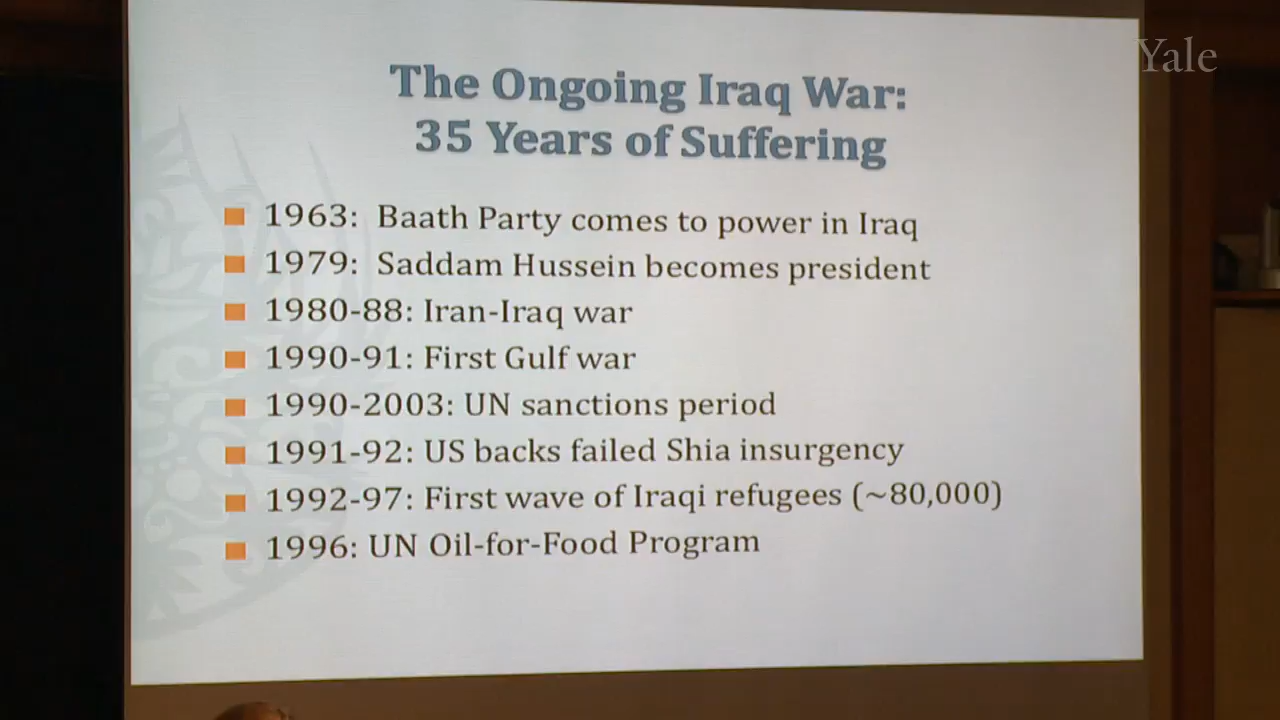 Yale
The Ongoing Iraq War:
35 Years of Suffering
1963: Baath Party comes to power in Iraq
1979: Saddam Hussein becomes president
1980-88: Iran-Iraq war
1990-91: First Gulf war
1990-2003: UN sanctions period
1991-92: US backs failed Shia insurgency
1992-97: First wave of Iraqi refugees (~80,000)
1996: UN Oil-for-Food Program